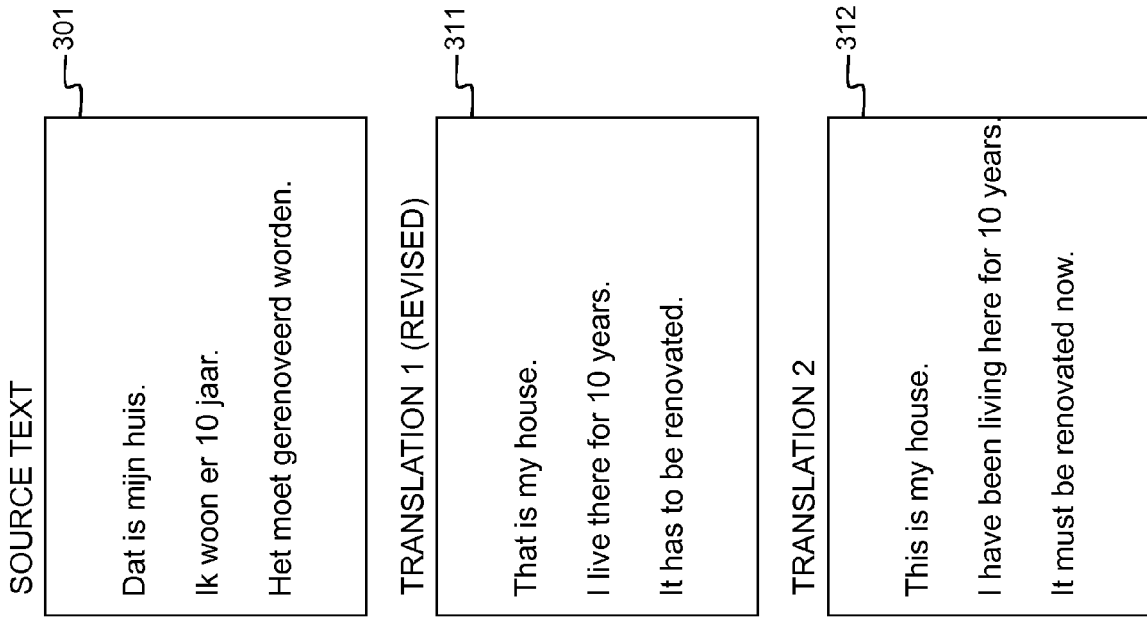 SOURCE TEXT
301
Dat is mijn huis.
Ik woon er 10 jaar.
Het moet gerenoveerd worden.
TRANSLATION 1 (REVISED)
311
That is my house.
I live there for 10 years.
It has to be renovated.
TRANSLATION 2
312
This is my house.
I have been living here for 10 years.
It must be renovated now.